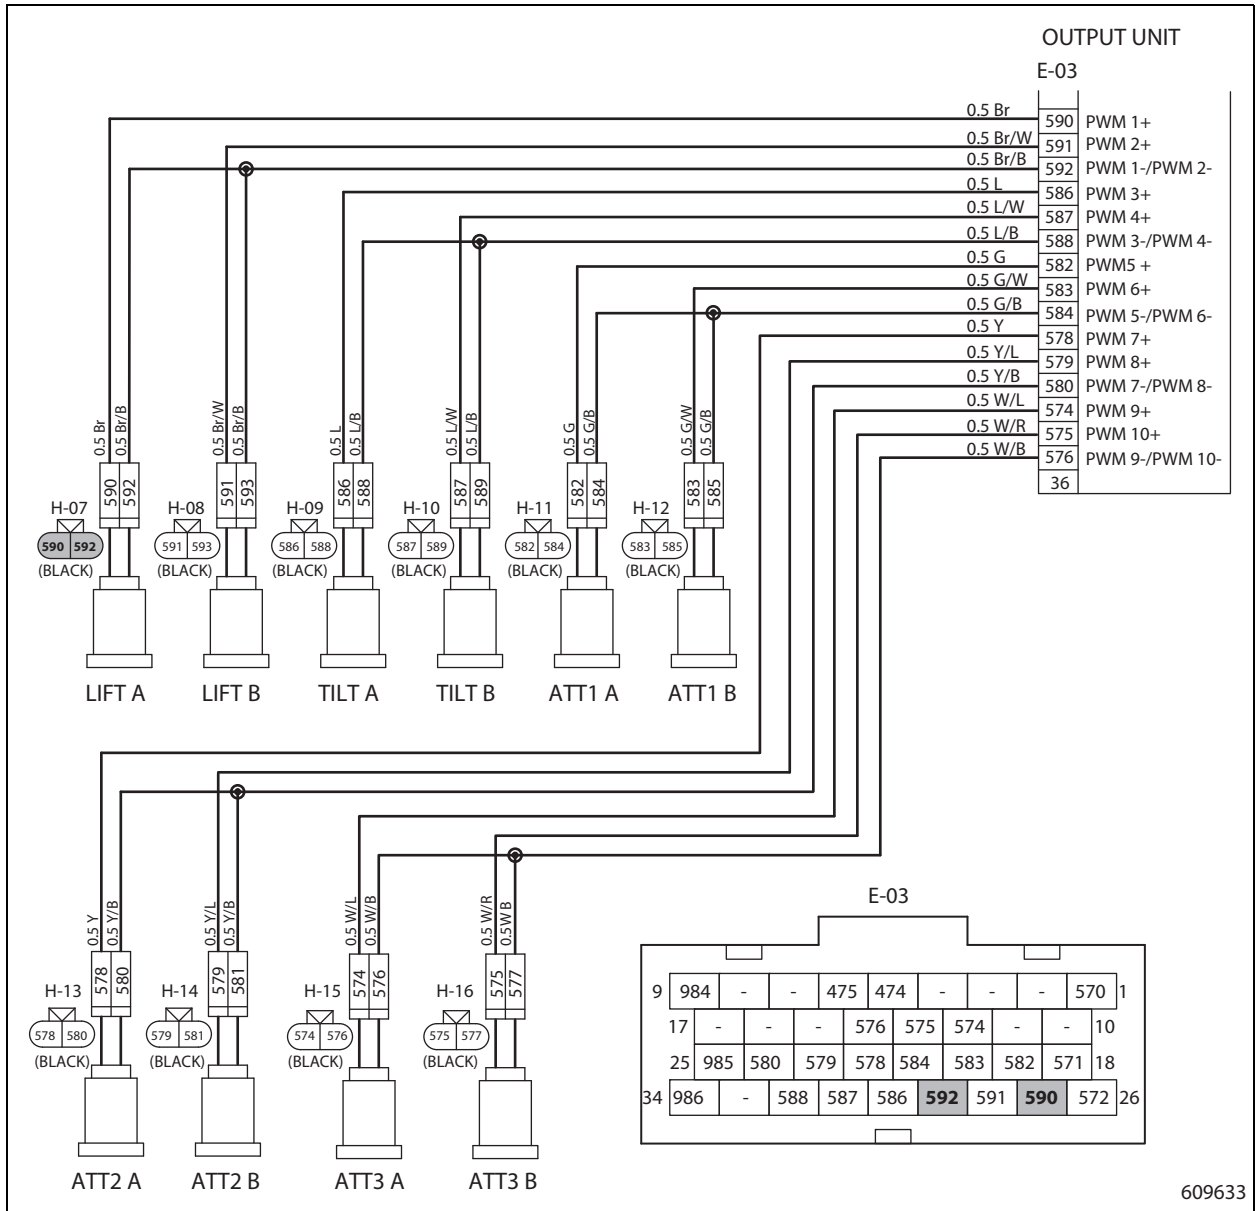 OUTPUT UNIT
E-03
0.5 Br 590 PWM 1+
0.5 Br/W 591 PWM 2+
0.5 Br/B 592 PWM 1-/PWM 2-
0.5 L 586 PWM 3+
0.5 L/W 587 PWM 4+
0.5 L/B 588 PWM 3-/PWM 4-
0.5 G 582 PWM5 +
0.5 G/W 583 PWM 6+
0.5 G/B 584 PWM 5-/PWM 6-
0.5 Y 578 PWM 7+
0.5 Y/L 579 PWM 8+
0.5 Y/B 580 PWM 7-/PWM 8-
0.5 W/L 574 PWM 9+
0.5 W/R 575 PWM 10+
0.5 W/B 576 PWM 9-/PWM 10-
36
0.5 Br 0.5 Br/B 0.5 Br/W 0.5 Br/B 0.5 L 0.5 L/B 0.5 L/W 0.5 L/B 0.5 G 0.5 G/B 0.5 G/W 0.5 G/B
590 592 591 593 586 588 587 589 582 584 583 585
H-07 H-08 H-09 H-10 H-11 H-12
590 592 591 593 586 588 587 589 582 584 583 585
(BLACK) (BLACK) (BLACK) (BLACK) (BLACK) (BLACK)
LIFT A LIFT B TILT A TILT B ATT1 A ATT1 B
0.5 Y 0.5 Y/B 0.5 Y/L 0.5 Y/B 0.5 W/L 0.5 W/B 0.5 W/R 0.5W B
578 580 579 581 574 576 575 577
H-13 H-14 H-15 H-16
578 580 579 581 574 576 575 577
(BLACK) (BLACK) (BLACK) (BLACK)
ATT2 A ATT2 B ATT3 A ATT3 B
E-03
9 984 - - 475 474 - - - 570 1
17 - - - 576 575 574 - - 10
25 985 580 579 578 584 583 582 571 18
34 986 - 588 587 586 592 591 590 572 26
609633